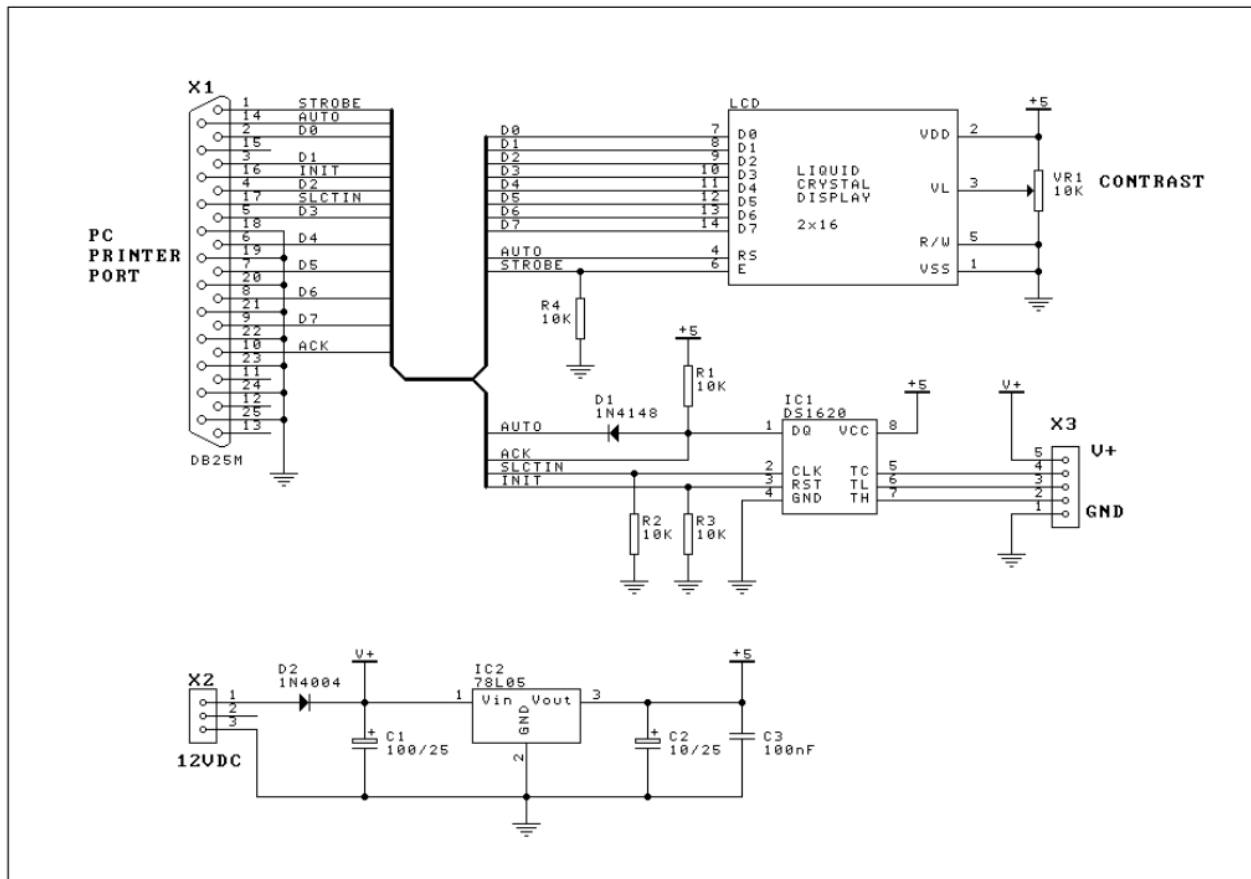 X1
1 STROBE
14 AUTO
2 D0
15
3 D1
16 INIT
4 D2
17 SLCTIN
5 D3
18
6 D4
19
7 D5
20
8 D6
21
9 D7
22
10 ACK
23
11
24
12
25
13
DB25M
PC
PRINTER
PORT
LCD
D0 7 D0
D1 8 D1
D2 9 D2
D3 10 D3
D4 11 D4
D5 12 D5
D6 13 D6
D7 14 D7
AUTO 4 RS
STROBE 6 E
LIQUID
CRYSTAL
DISPLAY
2x16
VDD 2
VL 3
R/W 5
VSS 1
+5
VR1
10K
CONTRAST
R4
10K
+5
R1
10K
D1
1N4148
AUTO
ACK
SLCTIN
INIT
R2
10K
R3
10K
IC1
DS1620
1 DQ VCC 8
2 CLK TC 5
3 RST TL 6
4 GND TH 7
+5
V+
X3
5 V+
4
3
2
1 GND
X2
1
2
3
12VDC
D2
1N4004
V+
C1
+
100/25
IC2
78L05
1 Vin Vout 3
GND
2
+
C2
10/25
+5
C3
100nF